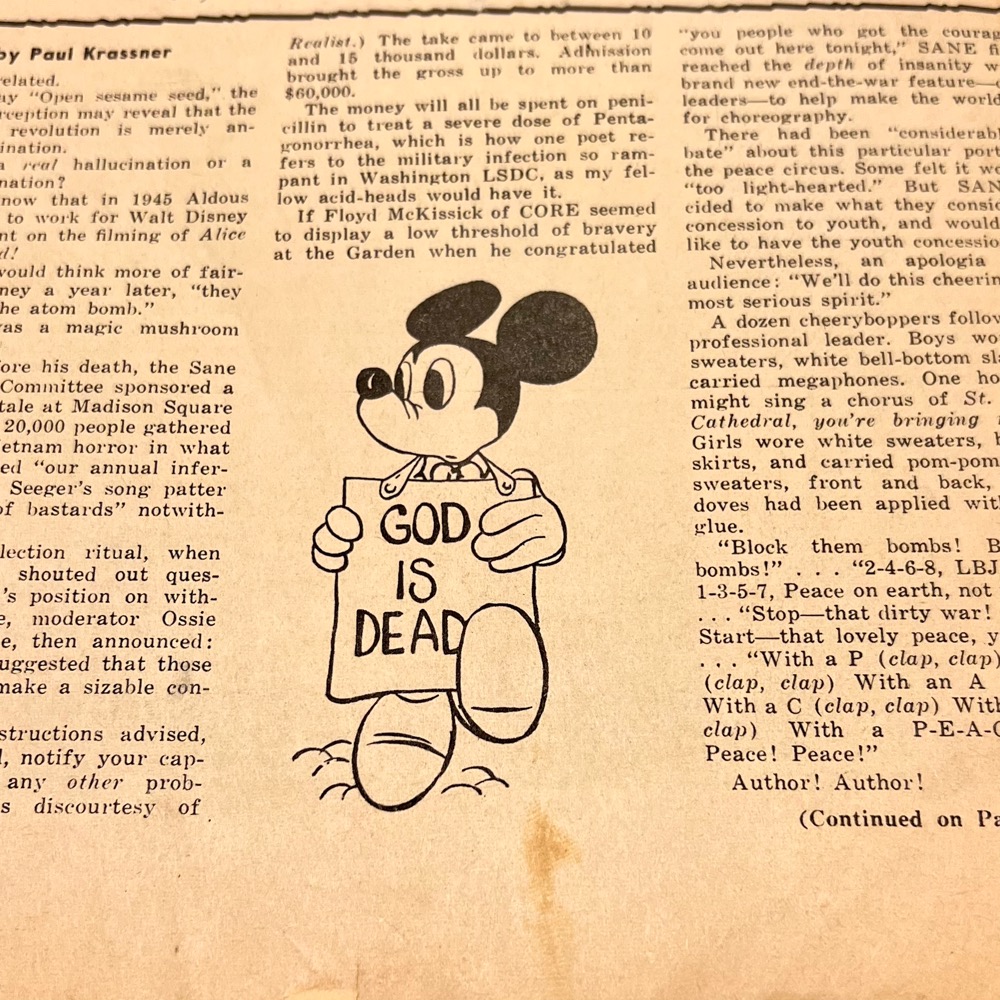 by Paul Krassner
related.
ay "Open sesame seed," the
rception may reveal that the
revolution is merely an-
ination.
a real hallucination or a
nation?
now that in 1945 Aldous
to work for Walt Disney
nt on the filming of Alice
d!
would think more of fair-
ney a year later, "they
he atom bomb."
as a magic mushroom
ore his death, the Sane
Committee sponsored a
tale at Madison Square
20,000 people gathered
etnam horror in what
ed "our annual infer-
Seeger's song patter
of bastards" notwith-
lection ritual, when
shouted out ques-
's position on with-
e, moderator Ossie
e, then announced:
uggested that those
make a sizable con-
structions advised,
l, notify your cap-
any other prob-
s discourtesy of
Realist.) The take came to between 10
and 15 thousand dollars. Admission
brought the gross up to more than
$60,000.
The money will all be spent on peni-
cillin to treat a severe dose of Penta-
gonorrhea, which is how one poet re-
fers to the military infection so ram-
pant in Washington LSDC, as my fel-
low acid-heads would have it.
If Floyd McKissick of CORE seemed
to display a low threshold of bravery
at the Garden when he congratulated
GOD
IS
DEAD
"you people who got the courag
come out here tonight," SANE fi
reached the depth of insanity w
brand new end-the-war feature—c
leaders—to help make the world
for choreography.
There had been "considerabl
bate" about this particular port
the peace circus. Some felt it wo
"too light-hearted." But SAN
cided to make what they consid
concession to youth, and would
like to have the youth concessio
Nevertheless, an apologia
audience: "We'll do this cheerin
most serious spirit."
A dozen cheeryboppers follow
professional leader. Boys wo
sweaters, white bell-bottom sla
carried megaphones. One ho
might sing a chorus of St.
Cathedral, you're bringing
Girls wore white sweaters, b
skirts, and carried pom-pom
sweaters, front and back,
doves had been applied with
glue.
"Block them bombs! B
bombs!" . . . "2-4-6-8, LBJ
1-3-5-7, Peace on earth, not
. . . "Stop—that dirty war!
Start—that lovely peace, y
. . . "With a P (clap, clap)
(clap, clap) With an A
With a C (clap, clap) With
clap) With a P-E-A-C
Peace! Peace!"
Author! Author!
(Continued on Pa